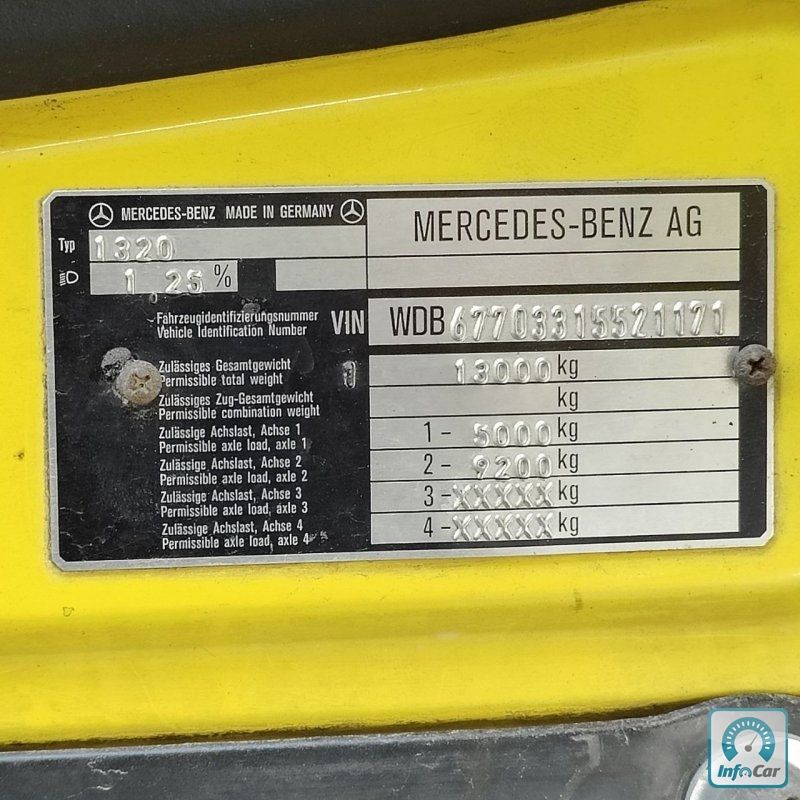 MERCEDES-BENZ MADE IN GERMANY
MERCEDES-BENZ AG
Typ 1320
1,25 %
Fahrzeugidentifizierungsnummer
Vehicle Identification Number
VIN WDB 67703315521171
Zulässiges Gesamtgewicht
Permissible total weight
13000 kg
Zulässiges Zug-Gesamtgewicht
Permissible combination weight
kg
Zulässige Achslast, Achse 1
Permissible axle load, axle 1
1 - 5000 kg
Zulässige Achslast, Achse 2
Permissible axle load, axle 2
2 - 9200 kg
Zulässige Achslast, Achse 3
Permissible axle load, axle 3
3 - XXXXX kg
Zulässige Achslast, Achse 4
Permissible axle load, axle 4
4 - XXXXX kg
InfoCar